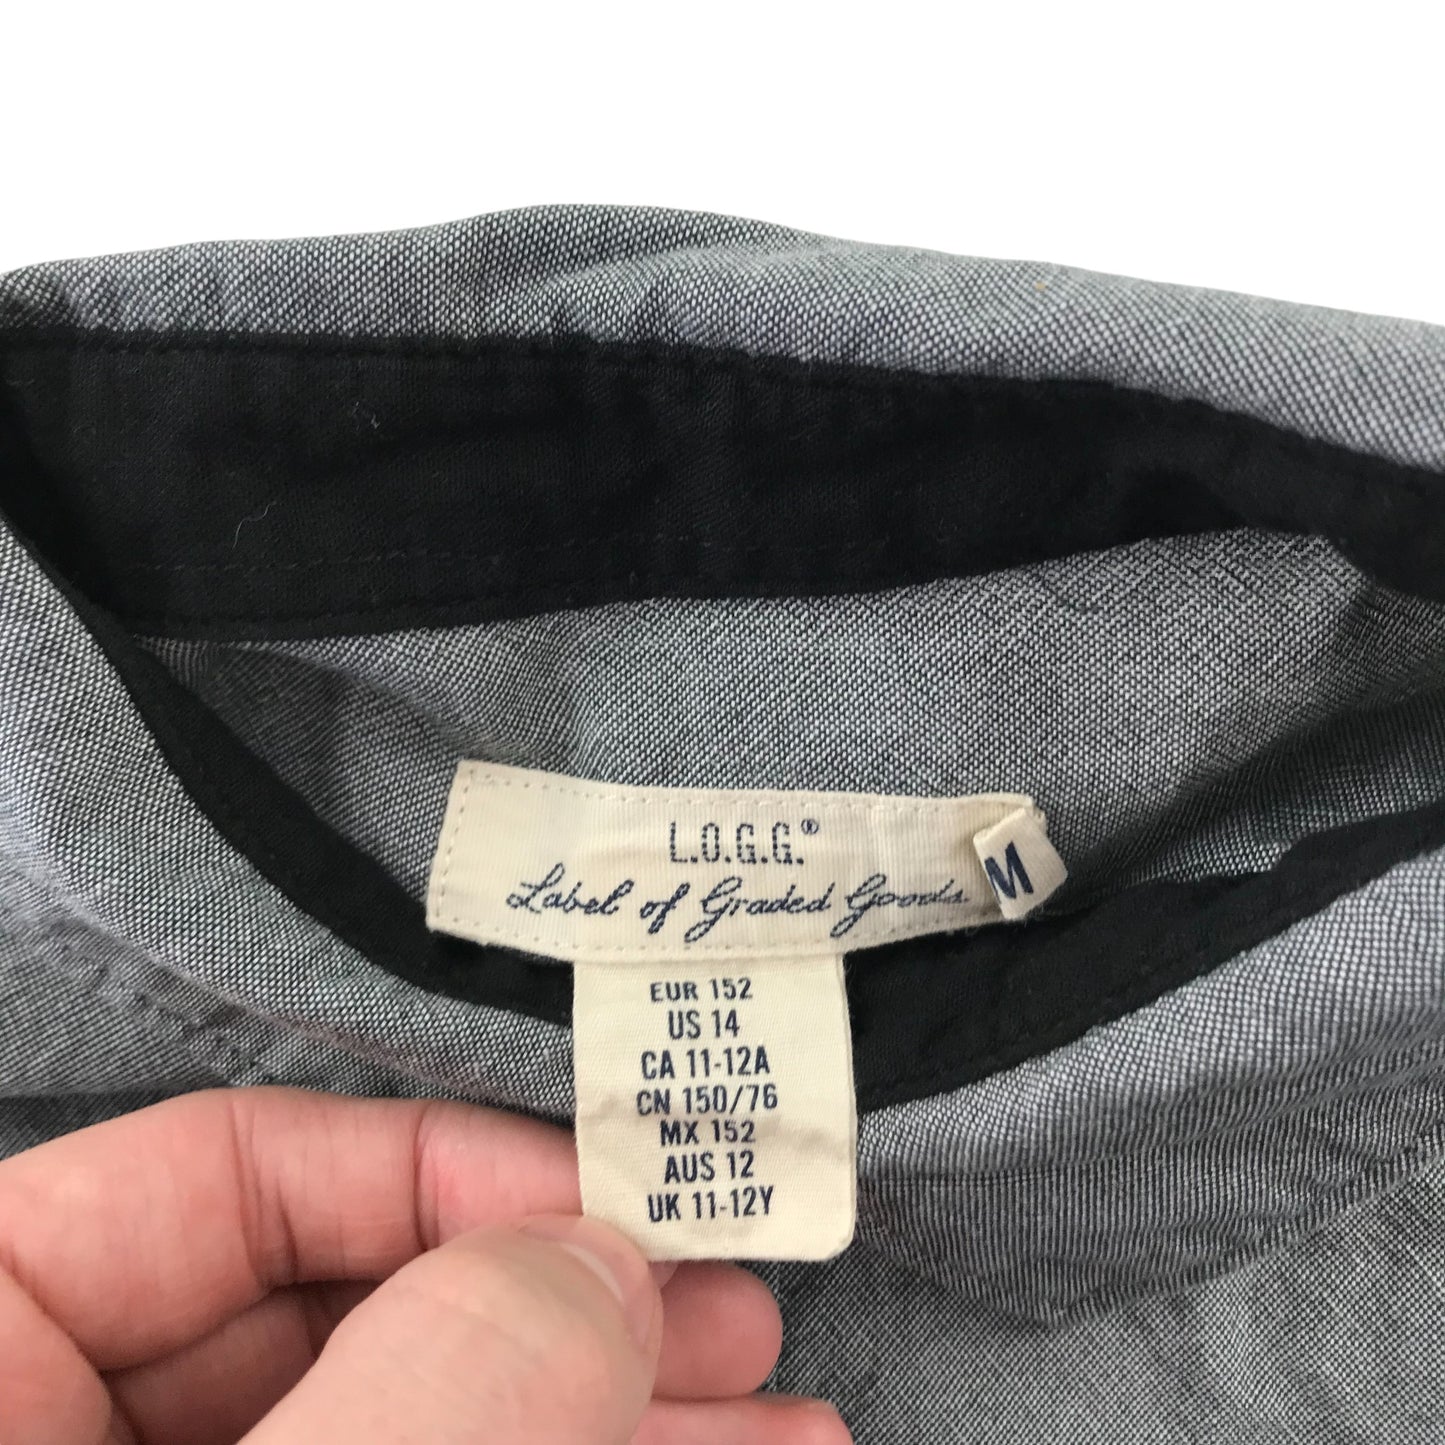 L.O.G.G.®
Label of Graded Goods
M
EUR 152
US 14
CA 11-12A
CN 150/76
MX 152
AUS 12
UK 11-12Y